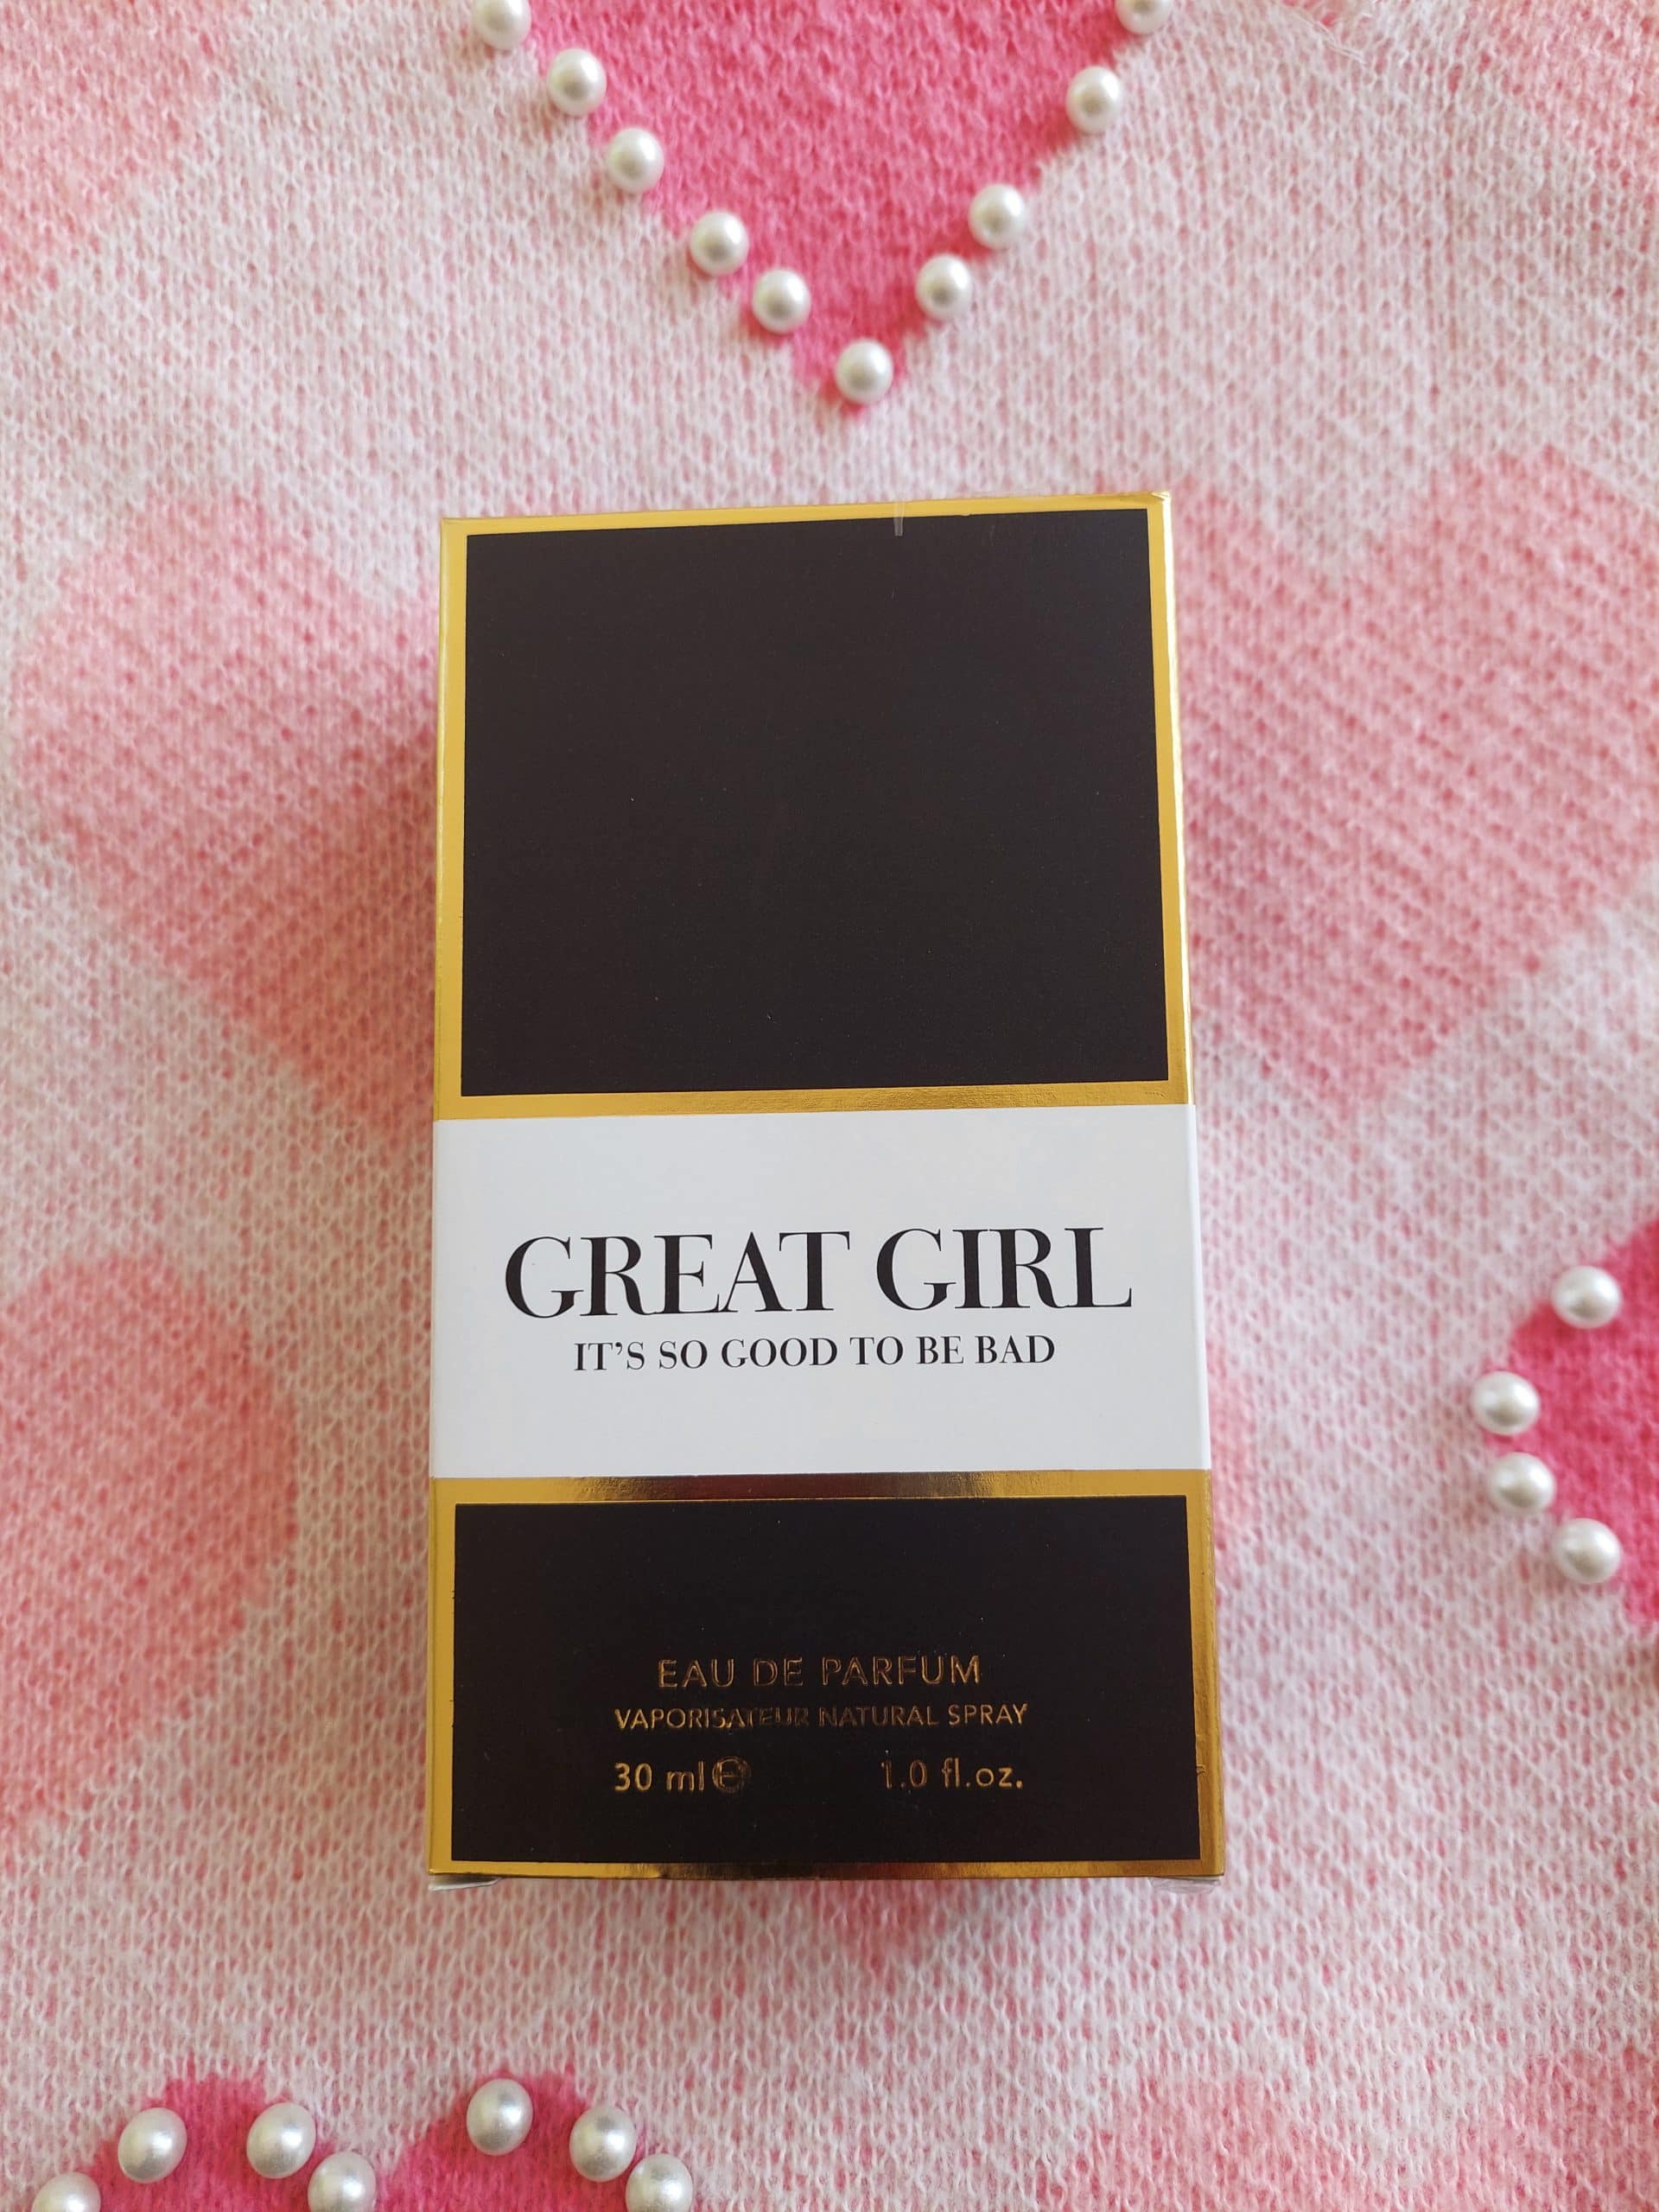 GREAT GIRL
IT'S SO GOOD TO BE BAD
EAU DE PARFUM
VAPORISATEUR NATURAL SPRAY
30 ml ℮ 1.0 fl.oz.